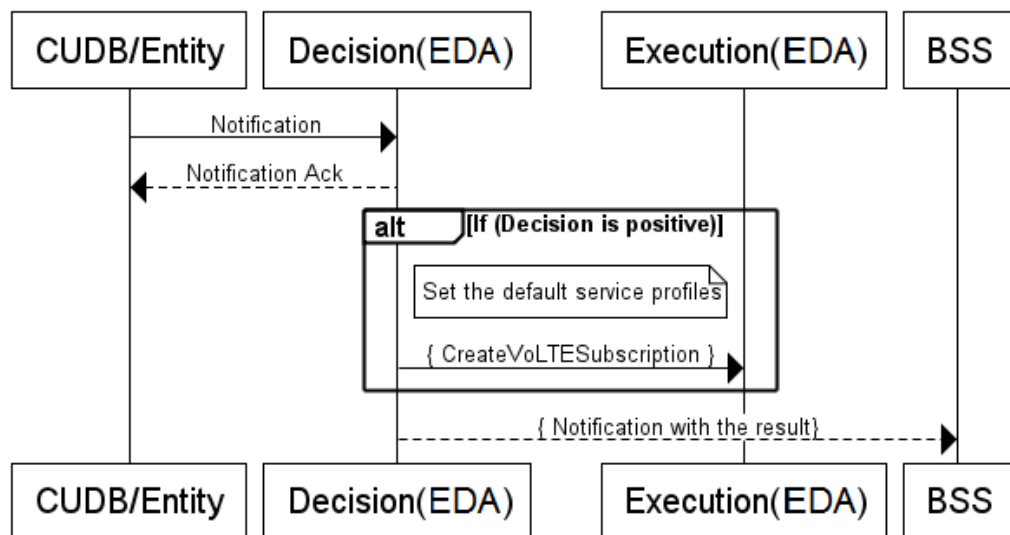 CUDB/Entity
Decision(EDA)
Execution(EDA)
BSS
Notification
Notification Ack
alt
[If (Decision is positive)]
Set the default service profiles
{ CreateVoLTESubscription }
{ Notification with the result}
CUDB/Entity
Decision(EDA)
Execution(EDA)
BSS